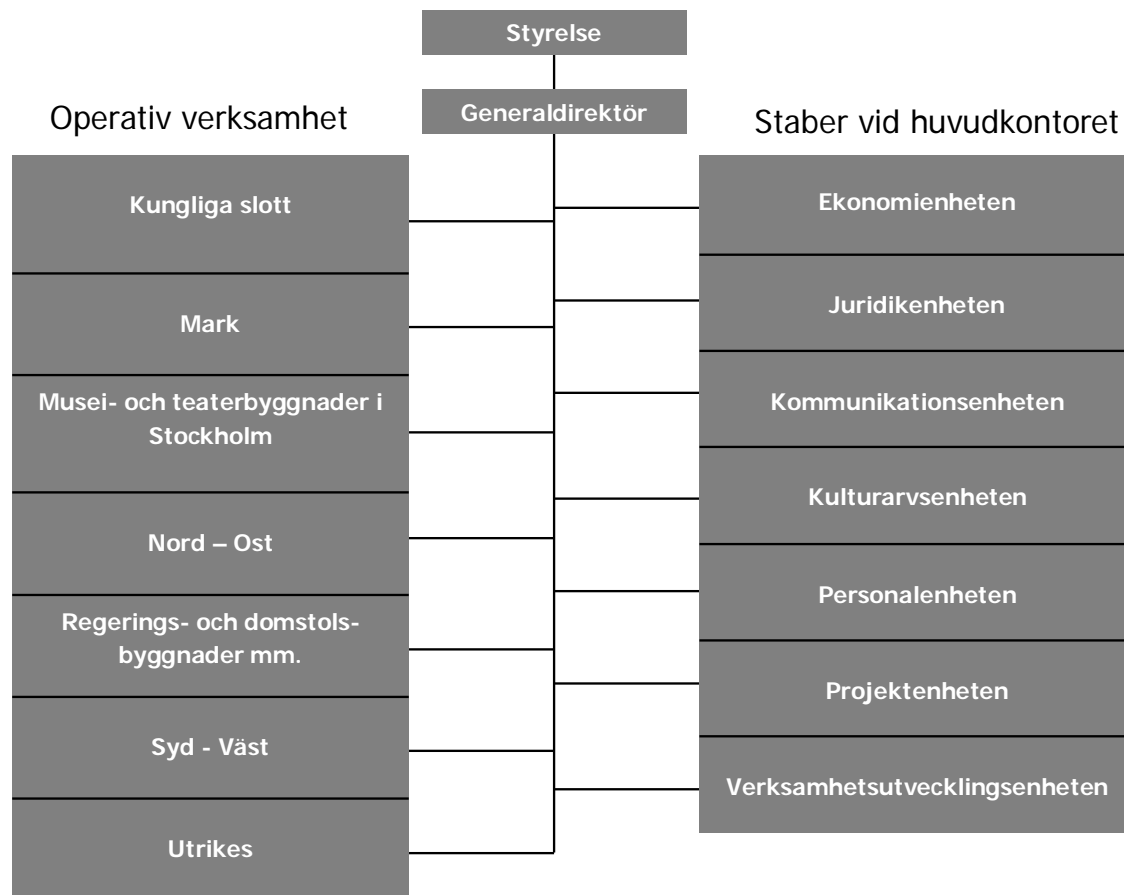 Styrelse
Generaldirektör
Operativ verksamhet
Kungliga slott
Mark
Musei- och teaterbyggnader i
Stockholm
Nord – Ost
Regerings- och domstols-
byggnader mm.
Syd - Väst
Utrikes
Staber vid huvudkontoret
Ekonomienheten
Juridikenheten
Kommunikationsenheten
Kulturarvsenheten
Personalenheten
Projektenheten
Verksamhetsutvecklingsenheten